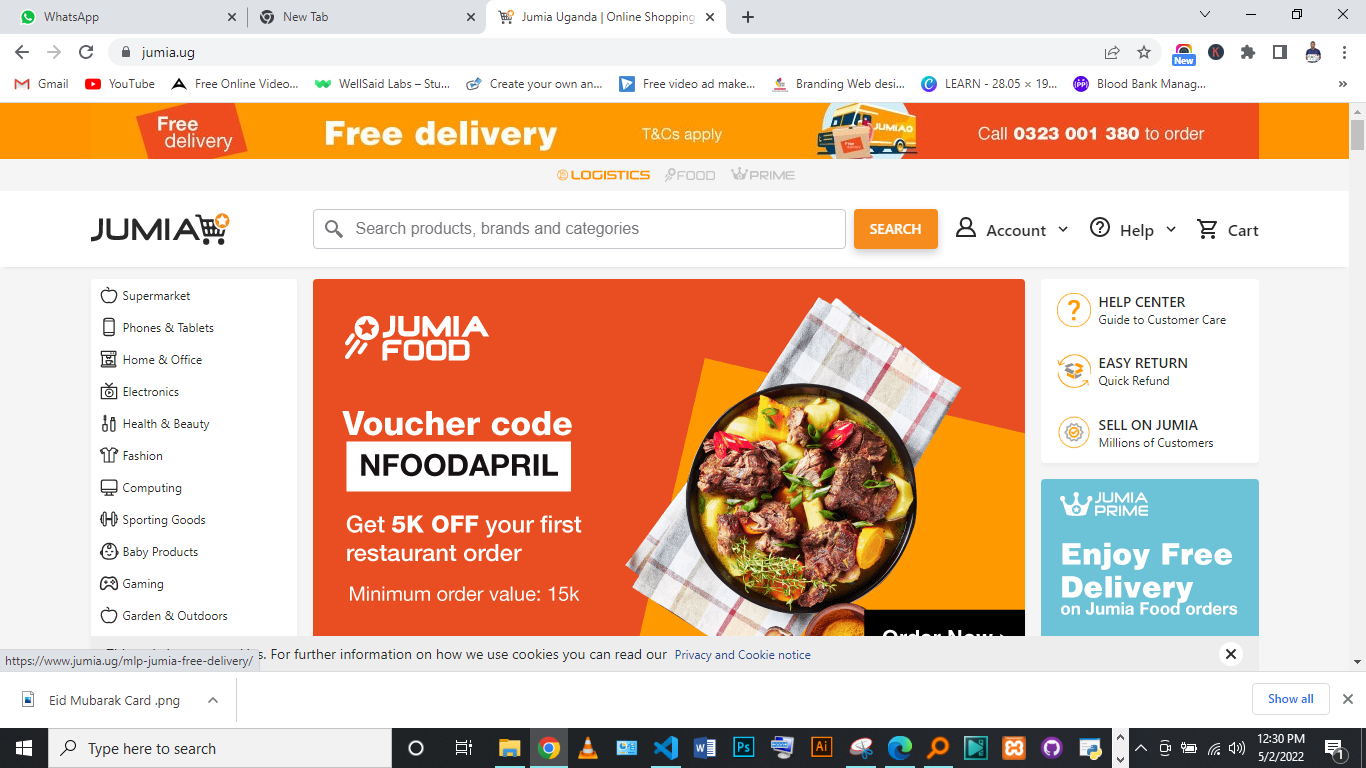 WhatsApp
New Tab
Jumia Uganda | Online Shopping
jumia.ug
New
K
Gmail
YouTube
Free Online Video...
WellSaid Labs – Stu...
Create your own an...
Free video ad make...
Branding Web desi...
LEARN - 28.05 × 19...
Blood Bank Manag...
»
Free
delivery
Free delivery
T&Cs apply
JUMIA
Call 0323 001 380 to order
LOGISTICS
FOOD
PRIME
JUMIA
Search products, brands and categories
SEARCH
Account
Help
Cart
Supermarket
Phones & Tablets
Home & Office
Electronics
Health & Beauty
Fashion
Computing
Sporting Goods
Baby Products
Gaming
Garden & Outdoors
JUMIA
FOOD
Voucher code
NFOODAPRIL
Get 5K OFF your first
restaurant order
Minimum order value: 15k
Order Now
HELP CENTER
Guide to Customer Care
EASY RETURN
Quick Refund
SELL ON JUMIA
Millions of Customers
JUMIA
PRIME
Enjoy Free
Delivery
on Jumia Food orders
s. For further information on how we use cookies you can read our Privacy and Cookie notice
https://www.jumia.ug/mlp-jumia-free-delivery/
Eid Mubarak Card .png
Show all
Type here to search
Ps
Ai
12:30 PM
5/2/2022
1